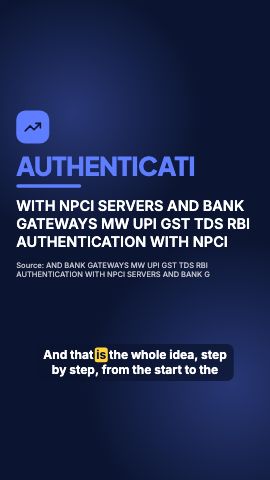 AUTHENTICATI
WITH NPCI SERVERS AND BANK
GATEWAYS MW UPI GST TDS RBI
AUTHENTICATION WITH NPCI
Source: AND BANK GATEWAYS MW UPI GST TDS RBI
AUTHENTICATION WITH NPCI SERVERS AND BANK G
And that is the whole idea, step
by step, from the start to the